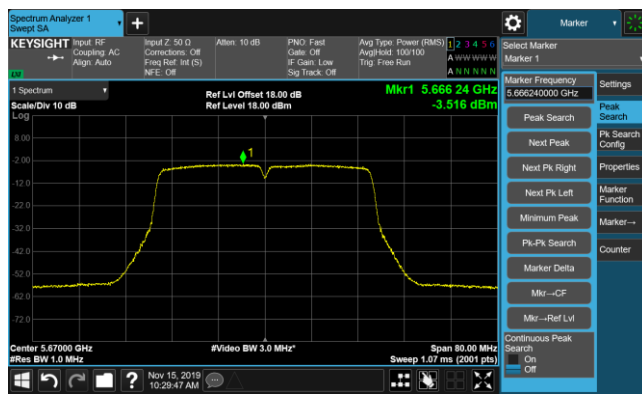 Spectrum Analyzer 1
Swept SA
+
Marker
KEYSIGHT
Input: RF
Coupling: AC
Align: Auto
Input Z: 50 Ω
Corrections: Off
Freq Ref: Int (S)
NFE: Off
Atten: 10 dB
PNO: Fast
Gate: Off
IF Gain: Low
Sig Track: Off
Avg Type: Power (RMS)
Avg|Hold: 100/100
Trig: Free Run
1 2 3 4 5 6
A W W W W W
A N N N N N
Select Marker
Marker 1
1 Spectrum
Scale/Div 10 dB
Log
Ref Lvl Offset 18.00 dB
Ref Level 18.00 dBm
Mkr1 5.666 24 GHz
-3.516 dBm
1
8.00
-2.00
-12.0
-22.0
-32.0
-42.0
-52.0
-62.0
-72.0
Center 5.67000 GHz
#Res BW 1.0 MHz
#Video BW 3.0 MHz*
Span 80.00 MHz
Sweep 1.07 ms (2001 pts)
Marker Frequency
5.666240000 GHz
Peak Search
Next Peak
Next Pk Right
Next Pk Left
Minimum Peak
Pk-Pk Search
Marker Delta
Mkr→CF
Mkr→Ref Lvl
Continuous Peak
Search
On
Off
Settings
Peak
Search
Pk Search
Config
Properties
Marker
Function
Marker→
Counter
?
Nov 15, 2019
10:29:47 AM